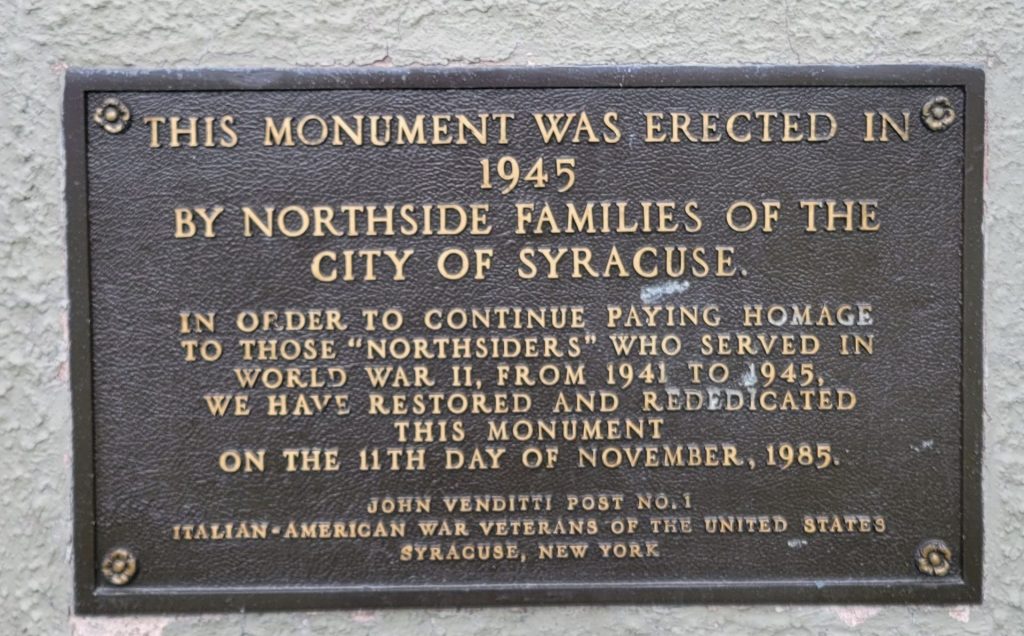 THIS MONUMENT WAS ERECTED IN
1945
BY NORTHSIDE FAMILIES OF THE
CITY OF SYRACUSE.
IN ORDER TO CONTINUE PAYING HOMAGE
TO THOSE "NORTHSIDERS" WHO SERVED IN
WORLD WAR II, FROM 1941 TO 1945,
WE HAVE RESTORED AND REDEDICATED
THIS MONUMENT
ON THE 11TH DAY OF NOVEMBER, 1985.
JOHN VENDITTI POST NO. 1
ITALIAN-AMERICAN WAR VETERANS OF THE UNITED STATES
SYRACUSE, NEW YORK